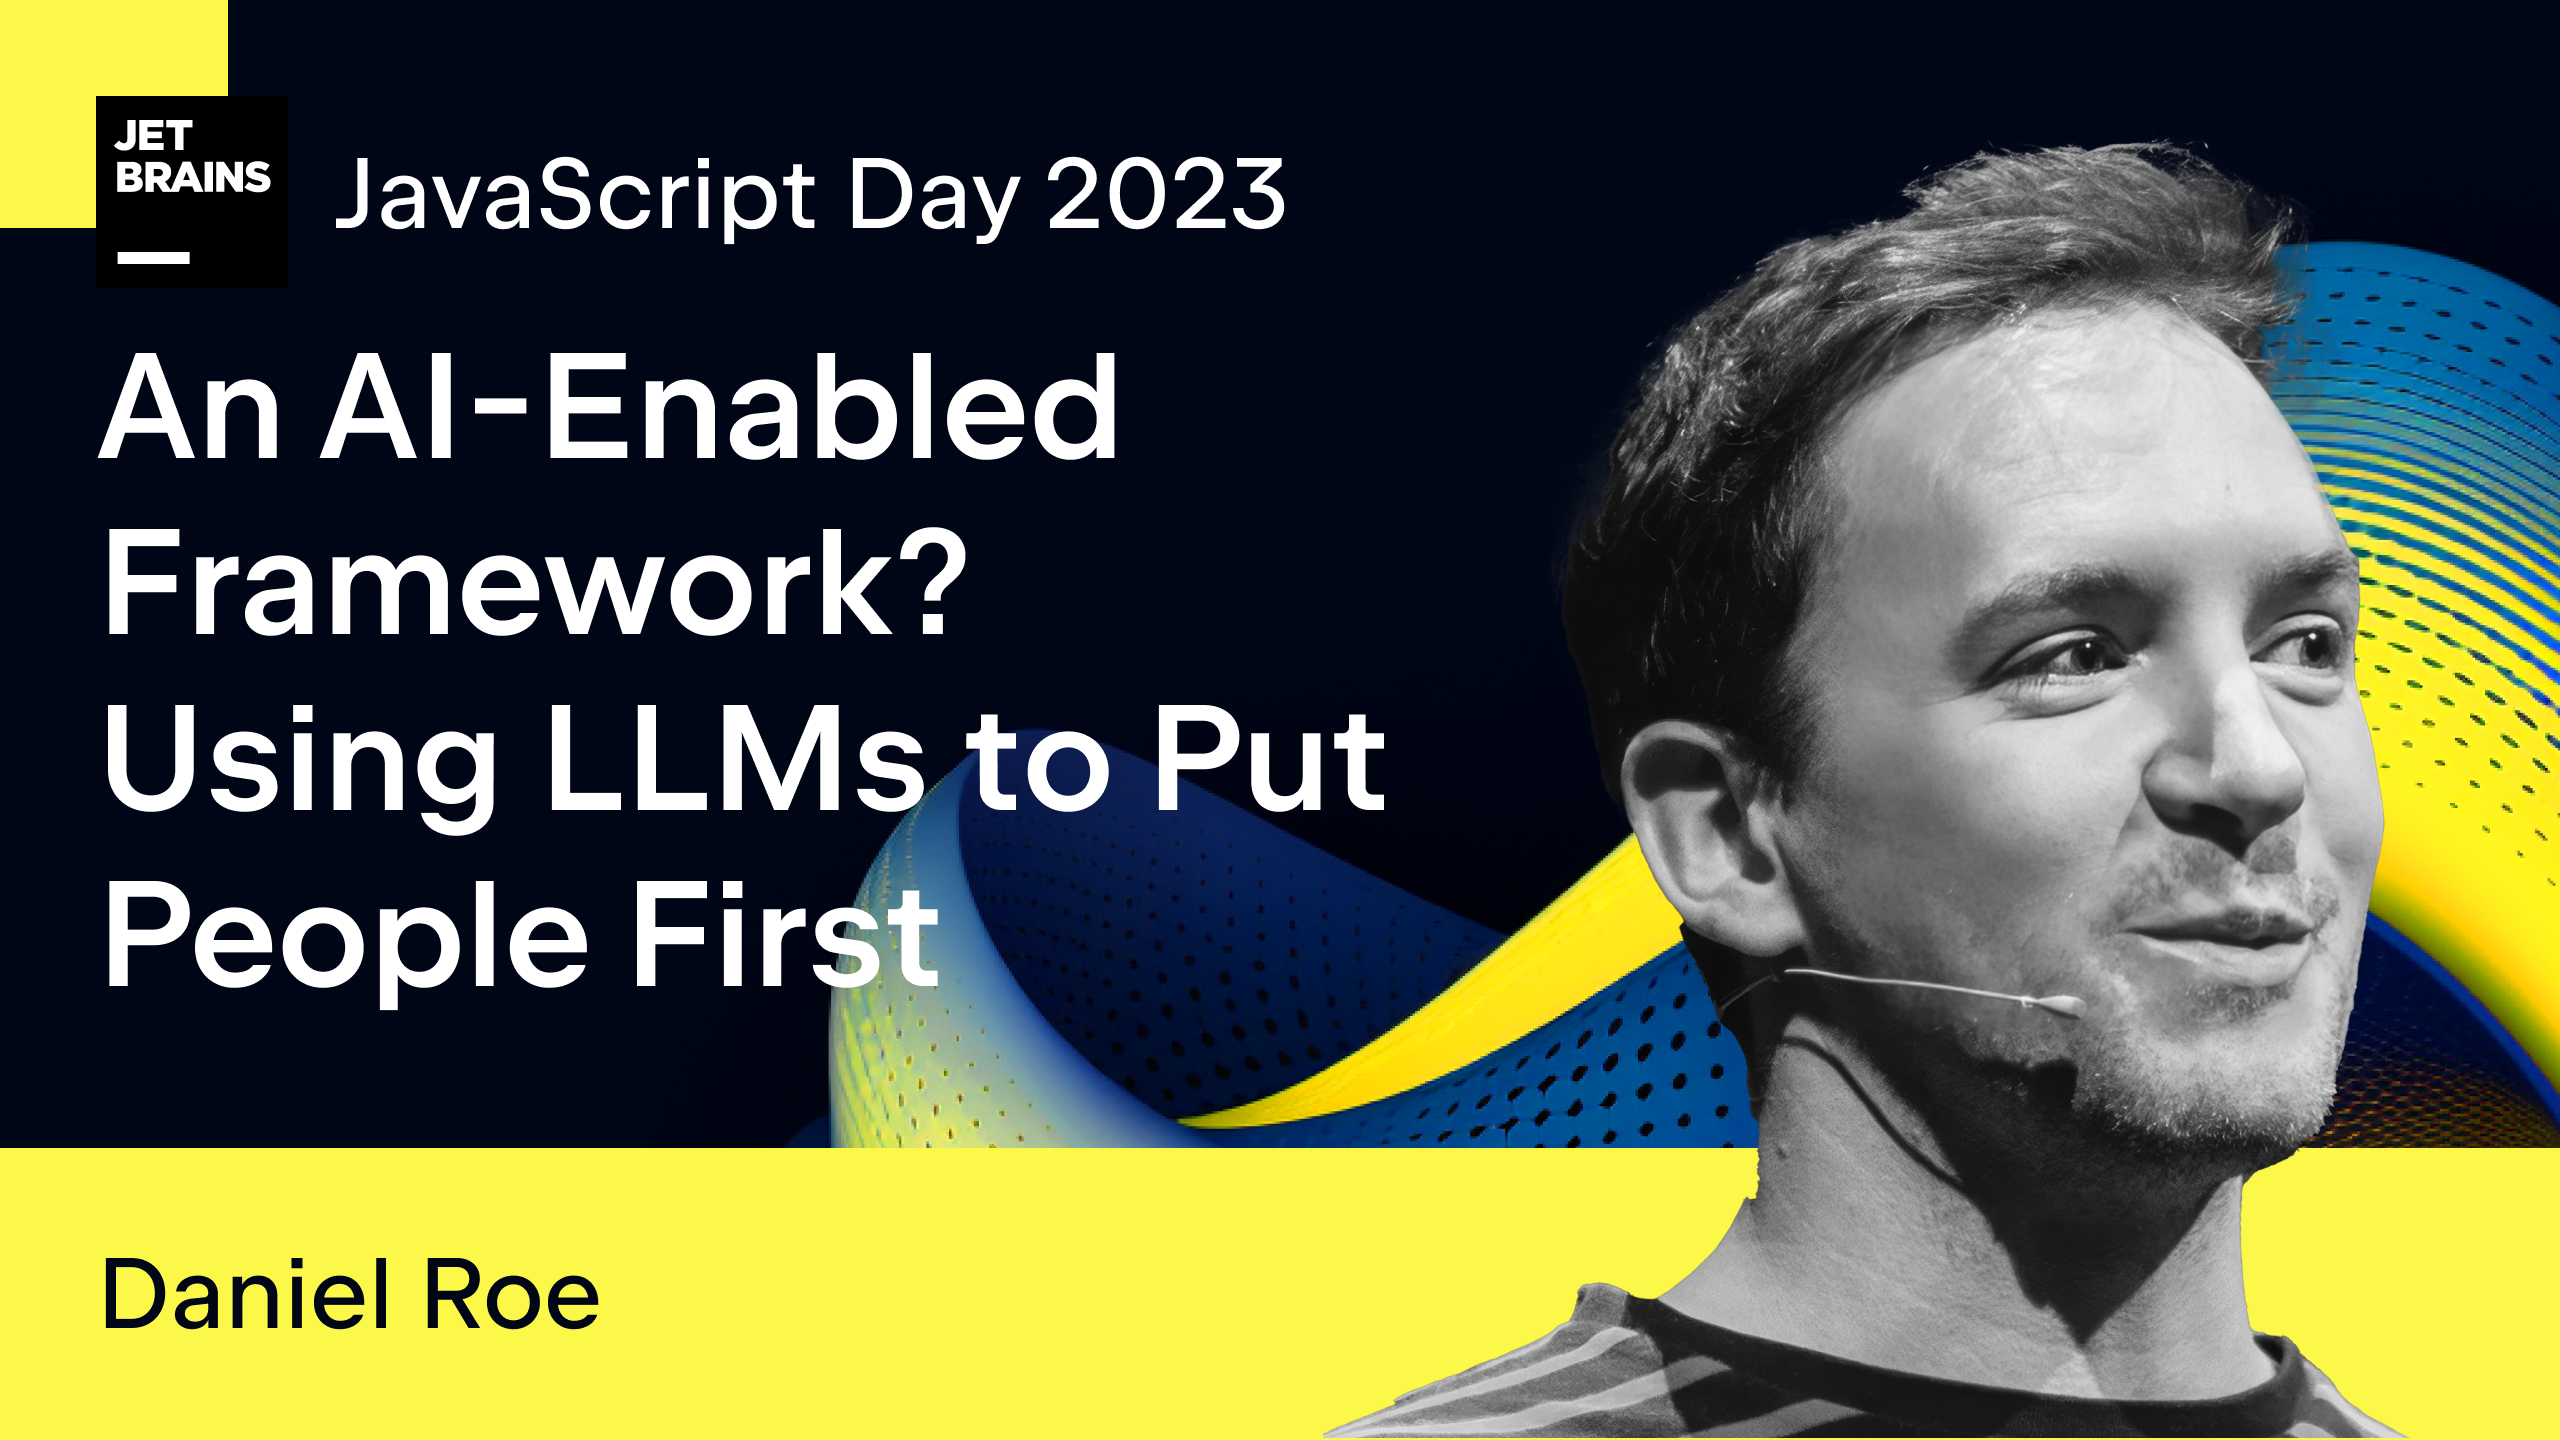 JET
BRAINS
JavaScript Day 2023
An AI-Enabled
Framework?
Using LLMs to Put
People First
Daniel Roe